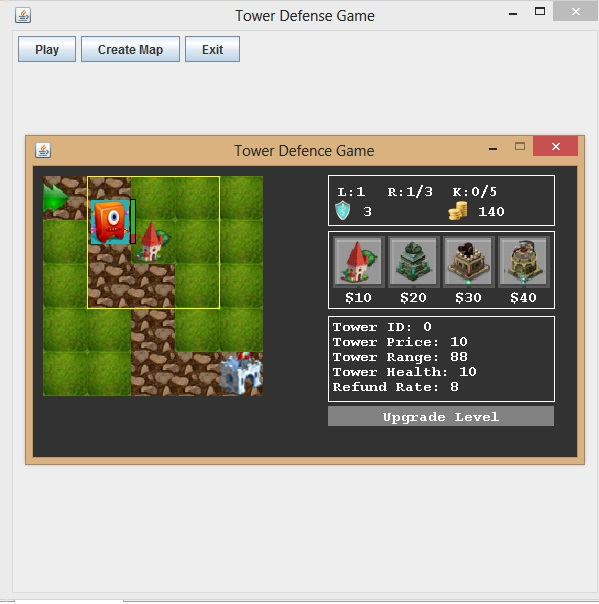 Tower Defense Game
Play Create Map Exit
Tower Defence Game
L:1 R:1/3 K:0/5
3 140
$10 $20 $30 $40
Tower ID: 0
Tower Price: 10
Tower Range: 88
Tower Health: 10
Refund Rate: 8
Upgrade Level